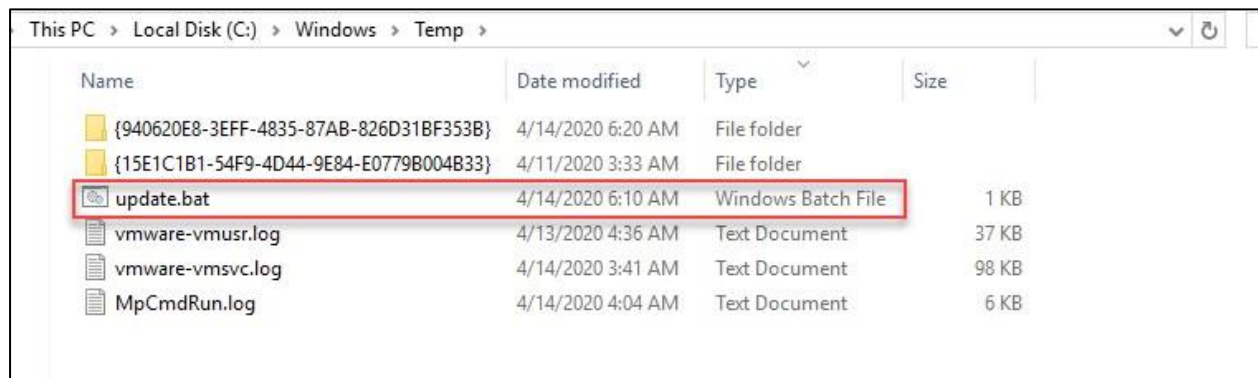 This PC > Local Disk (C:) > Windows > Temp >
Name Date modified Type Size
{940620E8-3EFF-4835-87AB-826D31BF353B} 4/14/2020 6:20 AM File folder
{15E1C1B1-54F9-4D44-9E84-E0779B004B33} 4/11/2020 3:33 AM File folder
update.bat 4/14/2020 6:10 AM Windows Batch File 1 KB
vmware-vmusr.log 4/13/2020 4:36 AM Text Document 37 KB
vmware-vmsvc.log 4/14/2020 3:41 AM Text Document 98 KB
MpCmdRun.log 4/14/2020 4:04 AM Text Document 6 KB